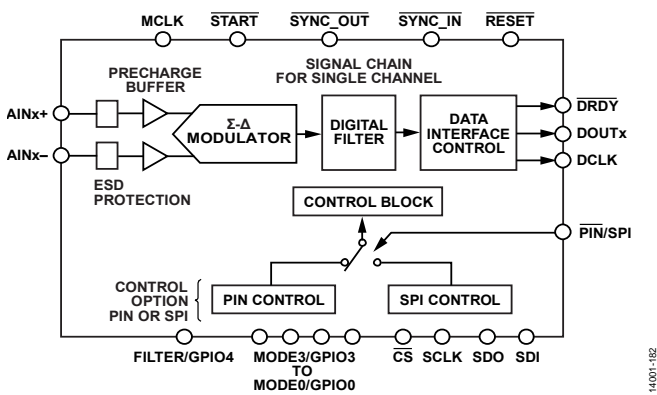 MCLK
START
SYNC_OUT
SYNC_IN
RESET
PRECHARGE
BUFFER
SIGNAL CHAIN
FOR SINGLE CHANNEL
AINx+
AINx–
Σ-Δ
MODULATOR
DIGITAL
FILTER
DATA
INTERFACE
CONTROL
DRDY
DOUTx
DCLK
ESD
PROTECTION
CONTROL BLOCK
PIN/SPI
CONTROL
OPTION
PIN OR SPI
PIN CONTROL
SPI CONTROL
FILTER/GPIO4
MODE3/GPIO3
TO
MODE0/GPIO0
CS
SCLK
SDO
SDI
14001-182